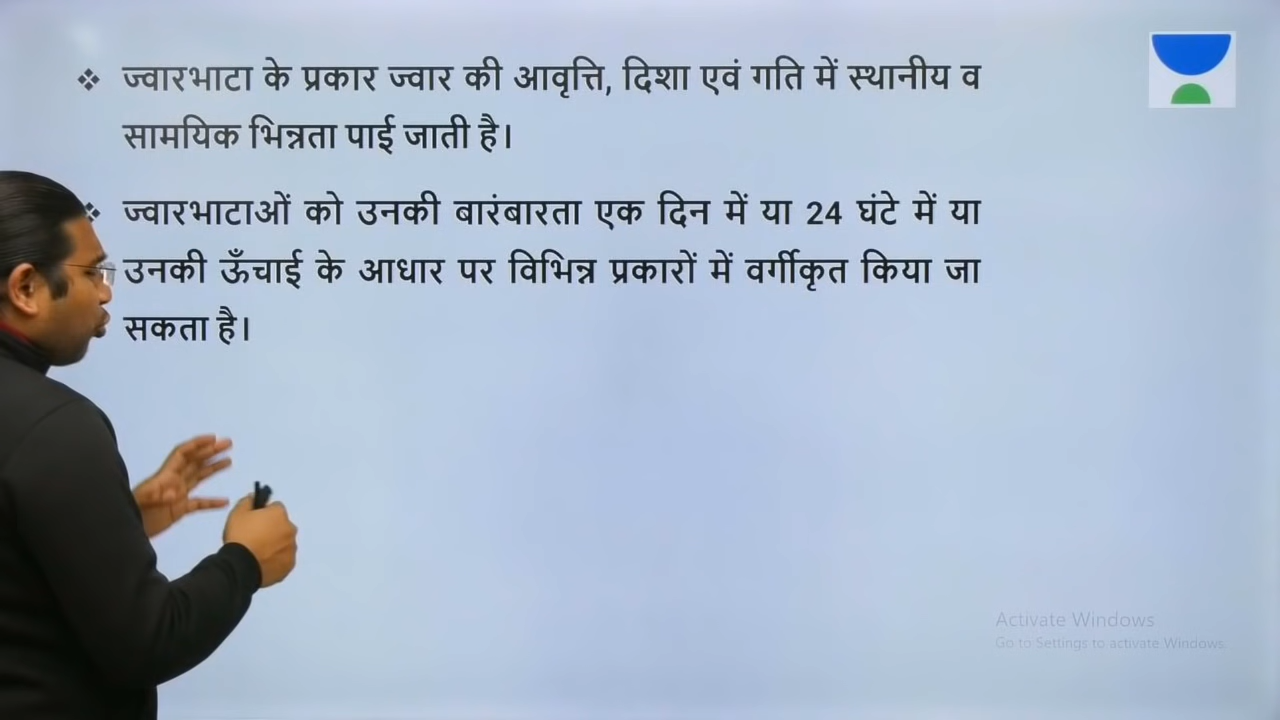 ❖ ज्वारभाटा के प्रकार ज्वार की आवृत्ति, दिशा एवं गति में स्थानीय व
सामयिक भिन्नता पाई जाती है।
❖ ज्वारभाटाओं को उनकी बारंबारता एक दिन में या 24 घंटे में या
उनकी ऊँचाई के आधार पर विभिन्न प्रकारों में वर्गीकृत किया जा
सकता है।
Activate Windows
Go to Settings to activate Windows.